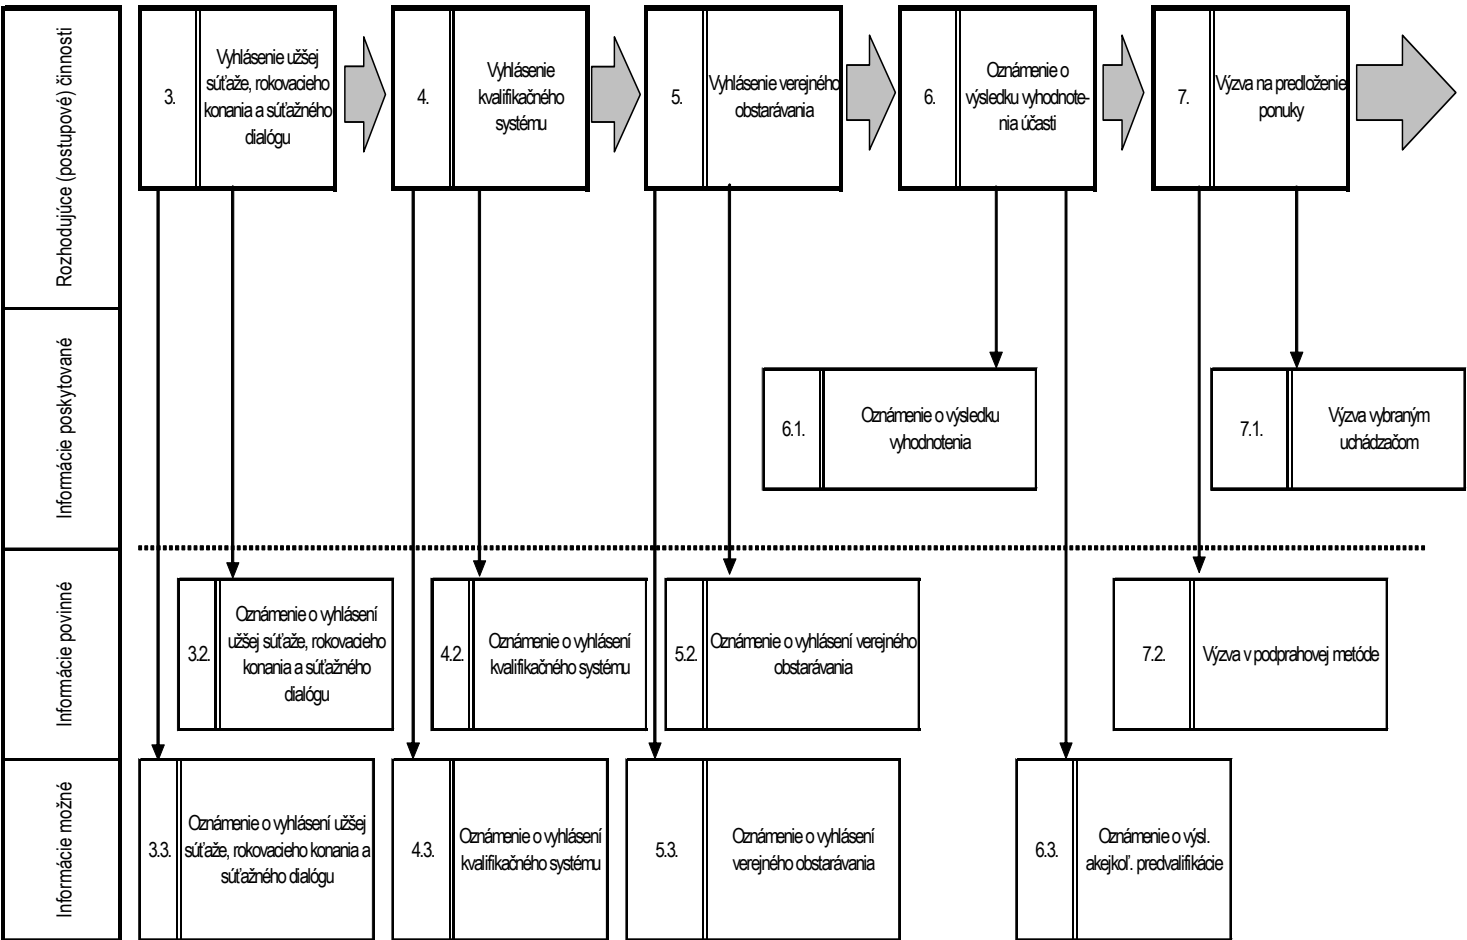 Rozhodujúce (postupové) činnosti
3.
Vyhlásenie užšej
súťaže, rokovacieho
konania a súťažného
dialógu
4.
Vyhlásenie
kvalifikačného
systému
5.
Vyhlásenie verejného
obstarávania
6.
Oznámenie o
výsledku vyhodnote-
nia účasti
7.
Výzva na predloženie
ponuky
Informácie poskytované
6.1.
Oznámenie o výsledku
vyhodnotenia
7.1.
Výzva vybraným
uchádzačom
Informácie povinné
3.2.
Oznámenie o vyhlásení
užšej súťaže, rokovacieho
konania a súťažného
dialógu
4.2.
Oznámenie o vyhlásení
kvalifikačného systému
5.2.
Oznámenie o vyhlásení verejného
obstarávania
7.2.
Výzva v podprahovej metóde
Informácie možné
3.3.
Oznámenie o vyhlásení užšej
súťaže, rokovacieho konania a
súťažného dialógu
4.3.
Oznámenie o vyhlásení
kvalifikačného systému
5.3.
Oznámenie o vyhlásení
verejného obstarávania
6.3.
Oznámenie o výsl.
akejkoľ. predvalifikácie